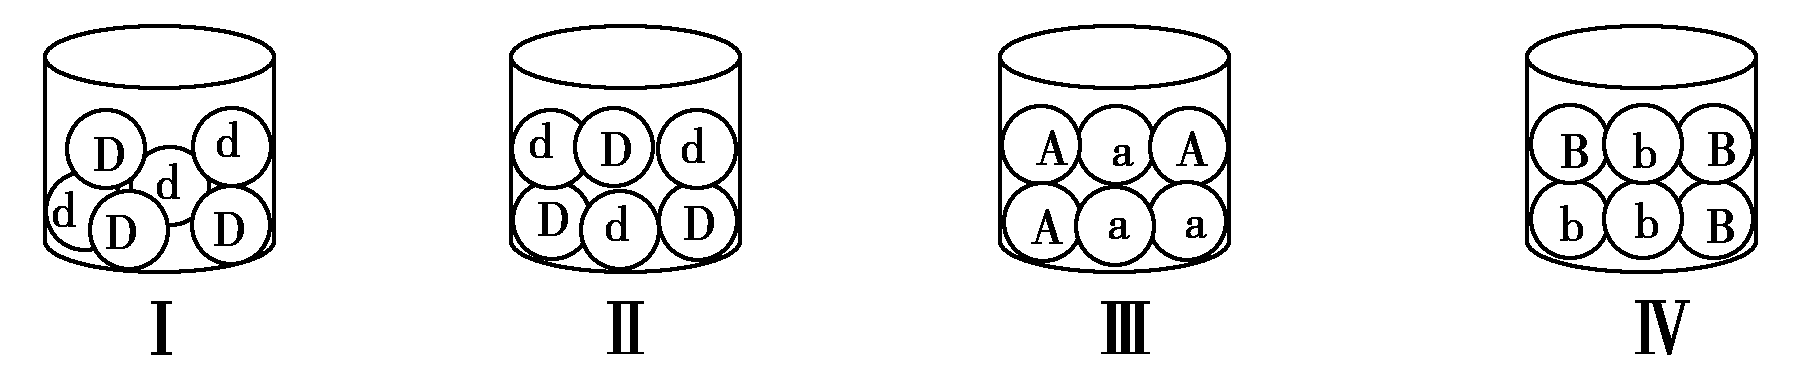 D d d d D D
d D d D d D
A a A A a a
B b B b b B
Ⅰ Ⅱ Ⅲ Ⅳ